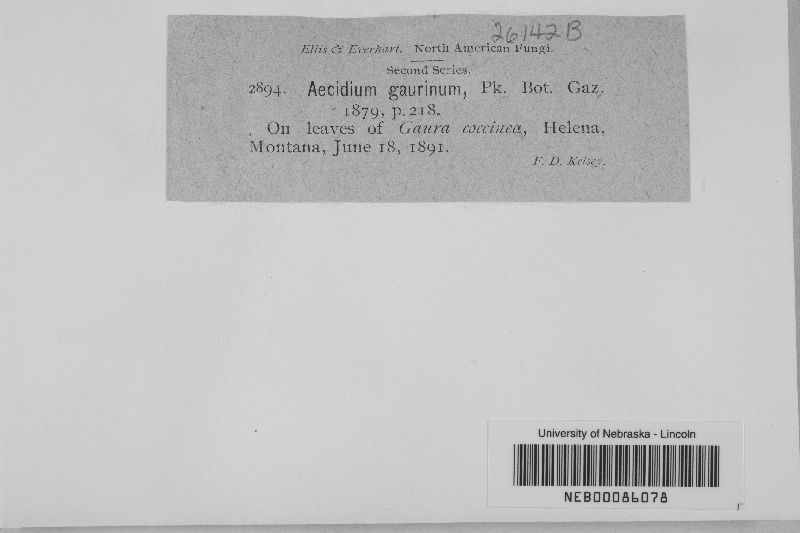 26142B
Ellis & Everhart. North American Fungi.
Second Series.
2894. Aecidium gaurinum, Pk. Bot. Gaz.
1879, p. 218.
On leaves of Gaura coccinea, Helena,
Montana, June 18, 1891.
F. D. Kelsey.
University of Nebraska - Lincoln
NEB00086078